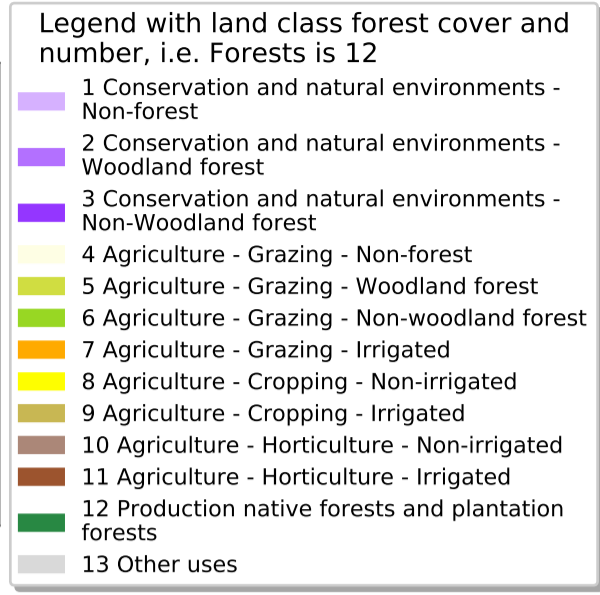 Legend with land class forest cover and
number, i.e. Forests is 12
1 Conservation and natural environments -
Non-forest
2 Conservation and natural environments -
Woodland forest
3 Conservation and natural environments -
Non-Woodland forest
4 Agriculture - Grazing - Non-forest
5 Agriculture - Grazing - Woodland forest
6 Agriculture - Grazing - Non-woodland forest
7 Agriculture - Grazing - Irrigated
8 Agriculture - Cropping - Non-irrigated
9 Agriculture - Cropping - Irrigated
10 Agriculture - Horticulture - Non-irrigated
11 Agriculture - Horticulture - Irrigated
12 Production native forests and plantation
forests
13 Other uses